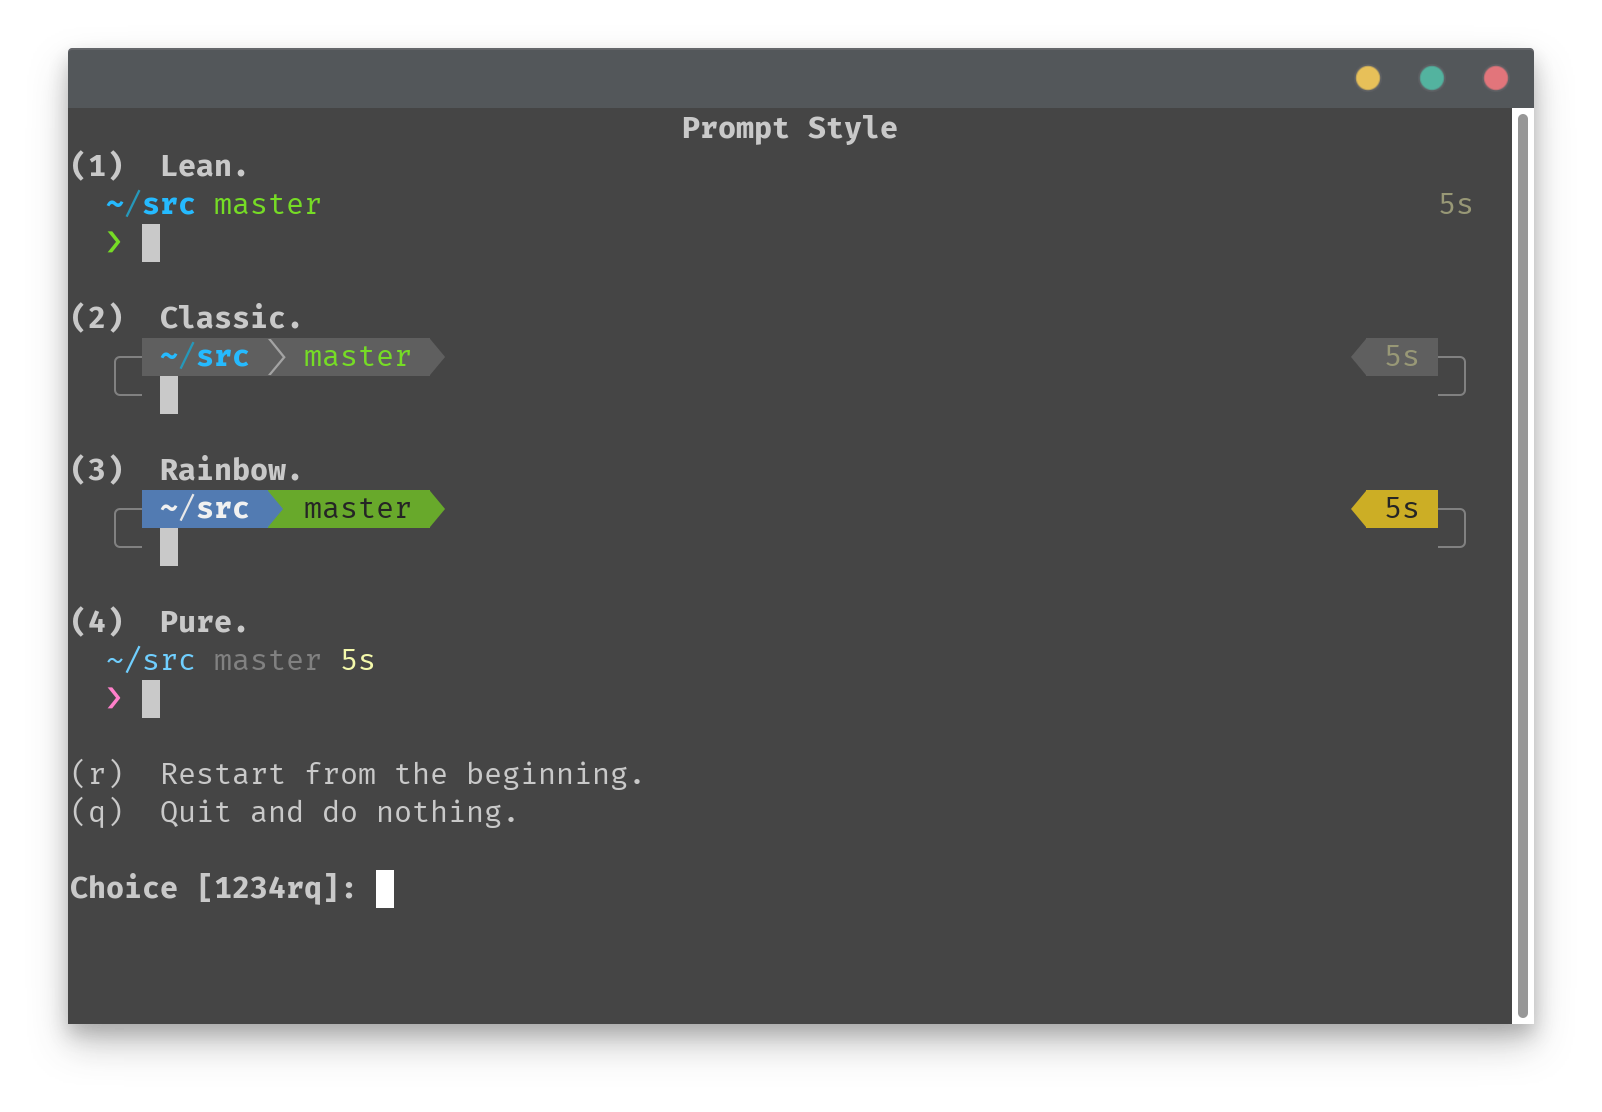 Prompt Style
(1)  Lean.
~/src master 5s
❯
(2)  Classic.
~/src master 5s
(3)  Rainbow.
~/src master 5s
(4)  Pure.
~/src master 5s
❯
(r)  Restart from the beginning.
(q)  Quit and do nothing.
Choice [1234rq]: